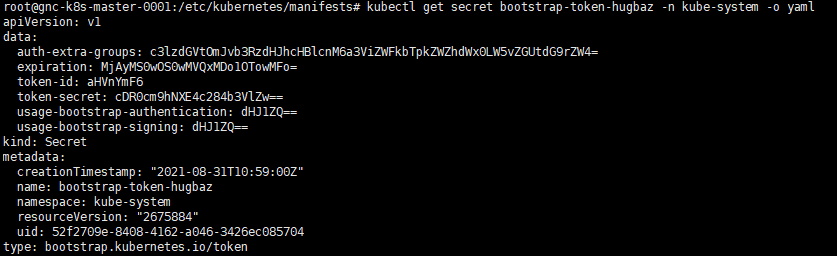 root@gnc-k8s-master-0001:/etc/kubernetes/manifests# kubectl get secret bootstrap-token-hugbaz -n kube-system -o yaml
apiVersion: v1
data:
  auth-extra-groups: c3lzdGVtOmJvb3RzdHJhcHBlcnM6a3ViZWFkbTpkZWZhdWx0LW5vZGUtdG9rZW4=
  expiration: MjAyMS0wOS0wMVQxMDo1OTowMFo=
  token-id: aHVnYmF6
  token-secret: cDR0cm9hNXE4c284b3VlZw==
  usage-bootstrap-authentication: dHJ1ZQ==
  usage-bootstrap-signing: dHJ1ZQ==
kind: Secret
metadata:
  creationTimestamp: "2021-08-31T10:59:00Z"
  name: bootstrap-token-hugbaz
  namespace: kube-system
  resourceVersion: "2675884"
  uid: 52f2709e-8408-4162-a046-3426ec085704
type: bootstrap.kubernetes.io/token